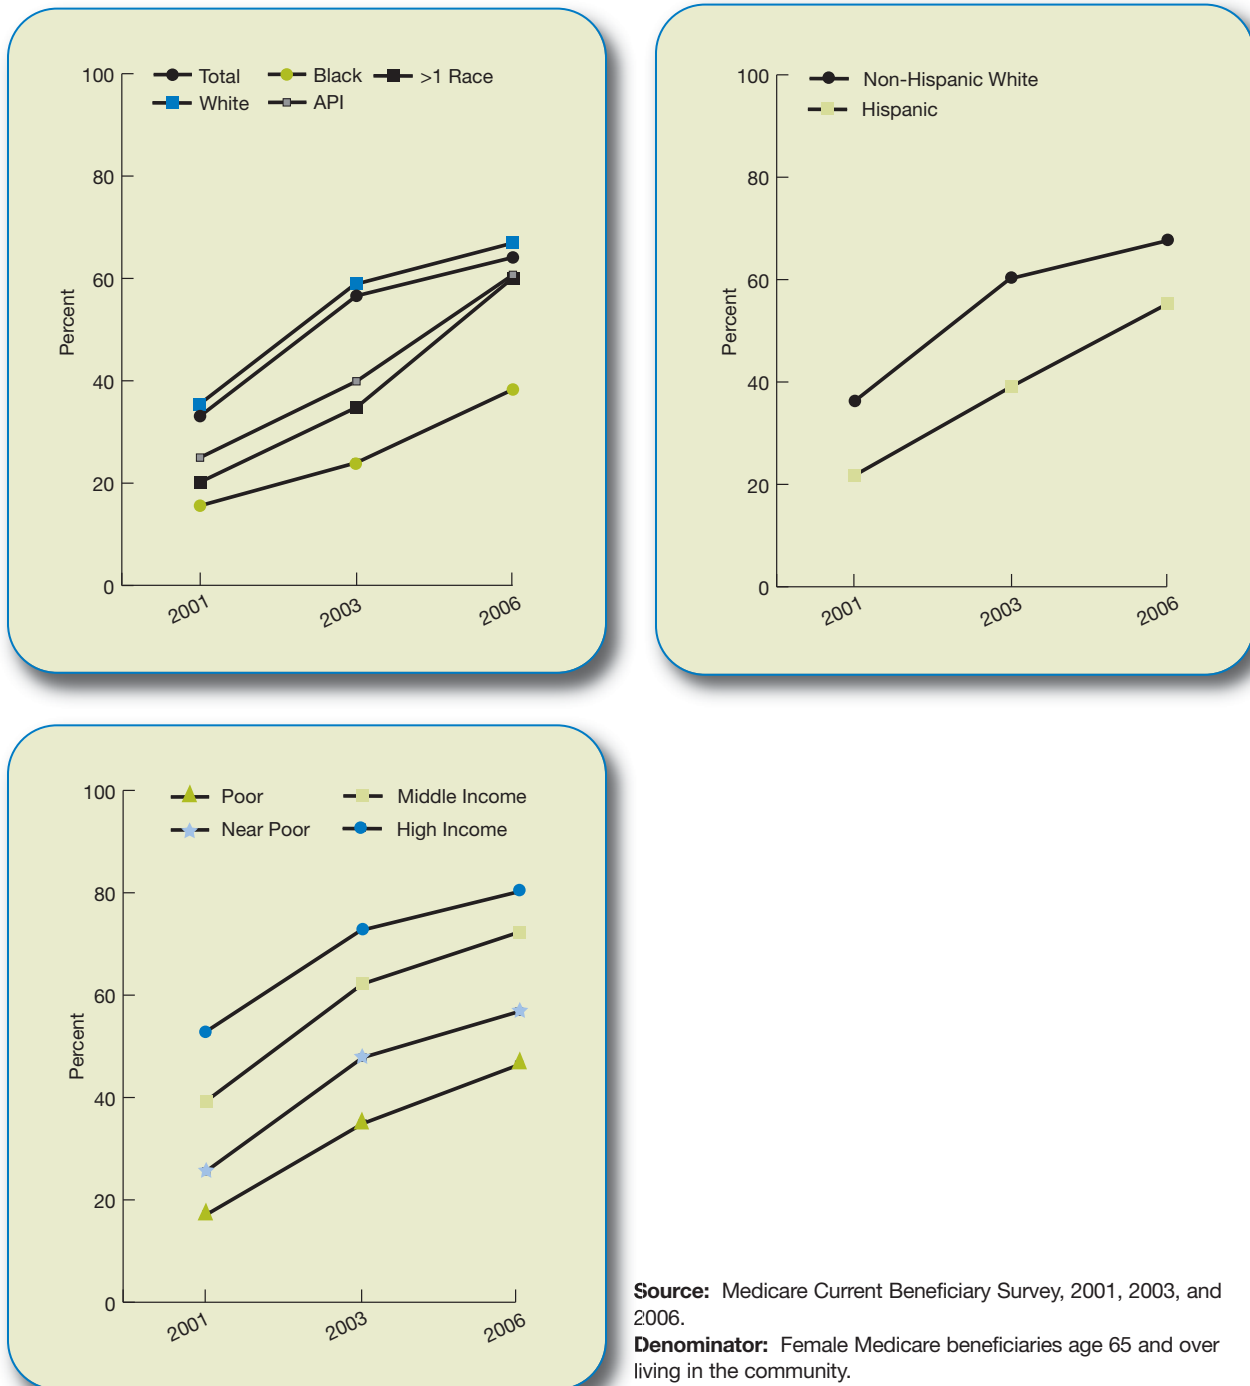 100
80
60
40
20
0
Percent
Total
Black
>1 Race
White
API
2001
2003
2006
100
80
60
40
20
0
Percent
Non-Hispanic White
Hispanic
2001
2003
2006
100
80
60
40
20
0
Percent
Poor
Middle Income
Near Poor
High Income
2001
2003
2006
Source: Medicare Current Beneficiary Survey, 2001, 2003, and
2006.
Denominator: Female Medicare beneficiaries age 65 and over
living in the community.